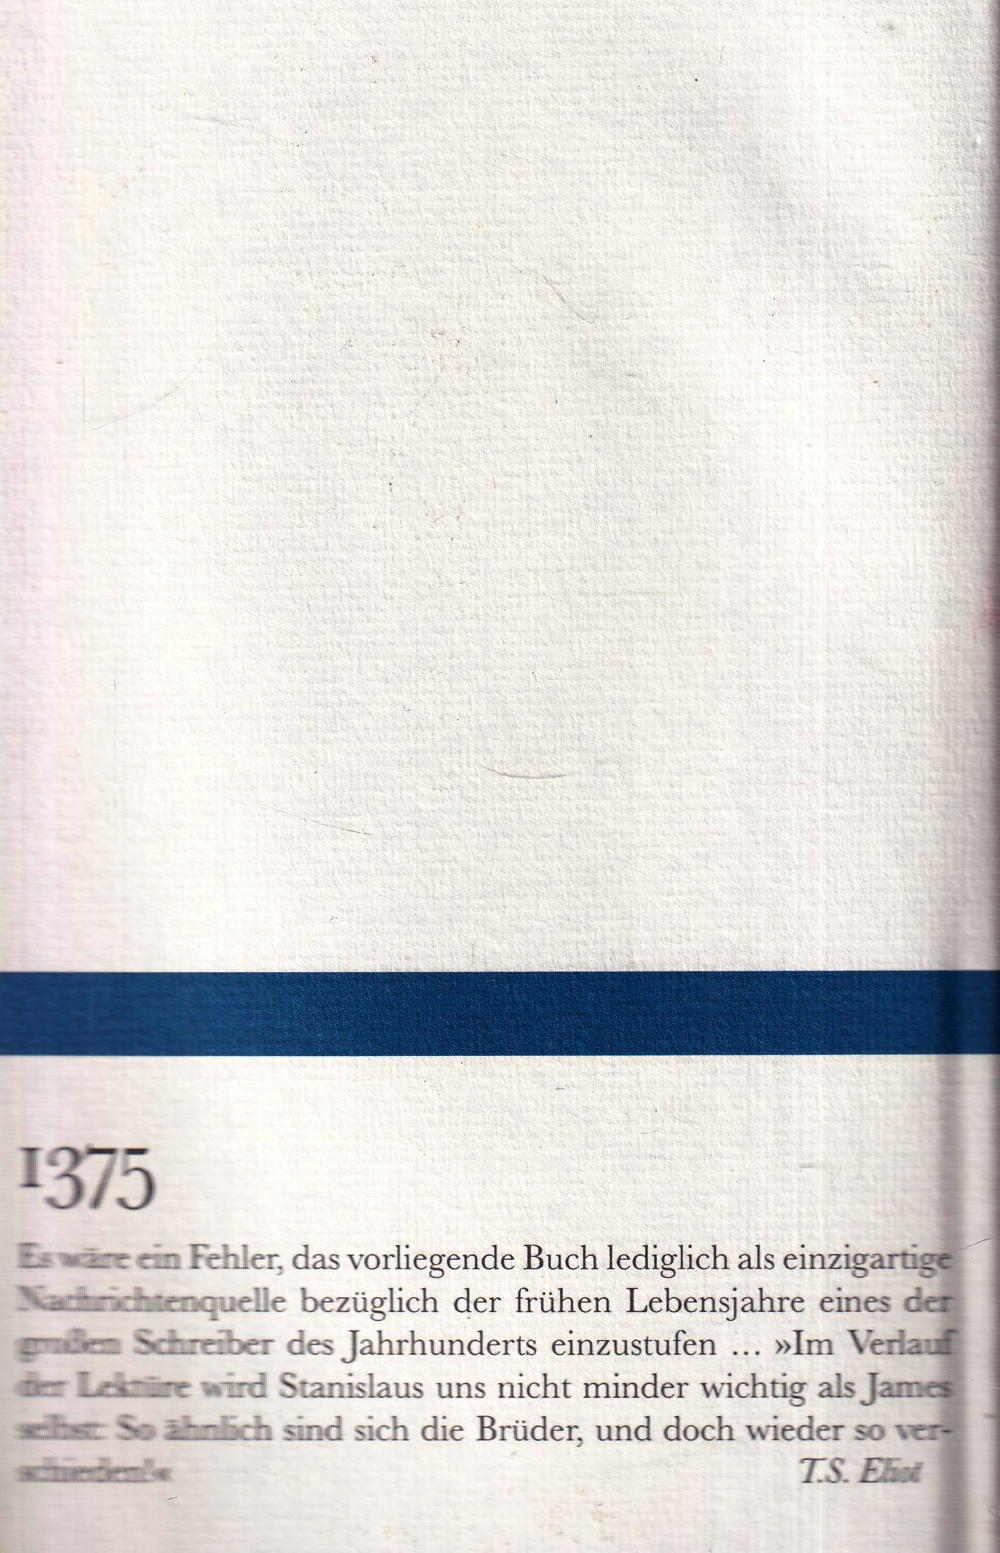 1375
Es wäre ein Fehler, das vorliegende Buch lediglich als einzigartige
Nachrichtenquelle bezüglich der frühen Lebensjahre eines der
großen Schreiber des Jahrhunderts einzustufen ... »Im Verlauf
der Lektüre wird Stanislaus uns nicht minder wichtig als James
selbst: So ähnlich sind sich die Brüder, und doch wieder so ver-
schieden!«
T.S. Eliot